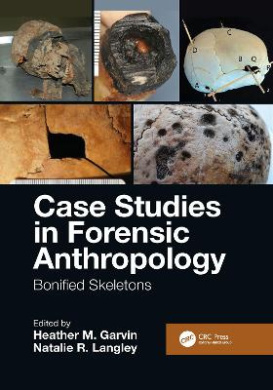 D
C
B
A
Case Studies
in Forensic
Anthropology
Bonified Skeletons
Edited by
Heather M. Garvin
Natalie R. Langley
CRC Press